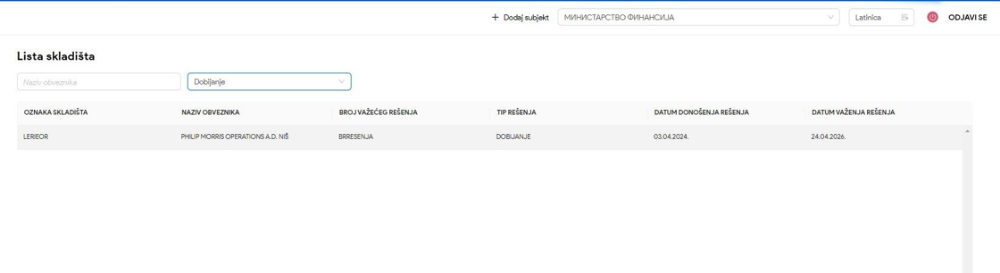 + Dodaj subjekt МИНИСТАРСТВО ФИНАНСИЈА Latinica ODJAVI SE
Lista skladišta
Naziv obveznika Dobijanje
OZNAKA SKLADIŠTA NAZIV OBVEZNIKA BROJ VAŽEĆEG REŠENJA TIP REŠENJA DATUM DONOŠENJA REŠENJA DATUM VAŽENJA REŠENJA
LERIEOR PHILIP MORRIS OPERATIONS A.D. NIŠ BRRESENJA DOBIJANJE 03.04.2024. 24.04.2026.